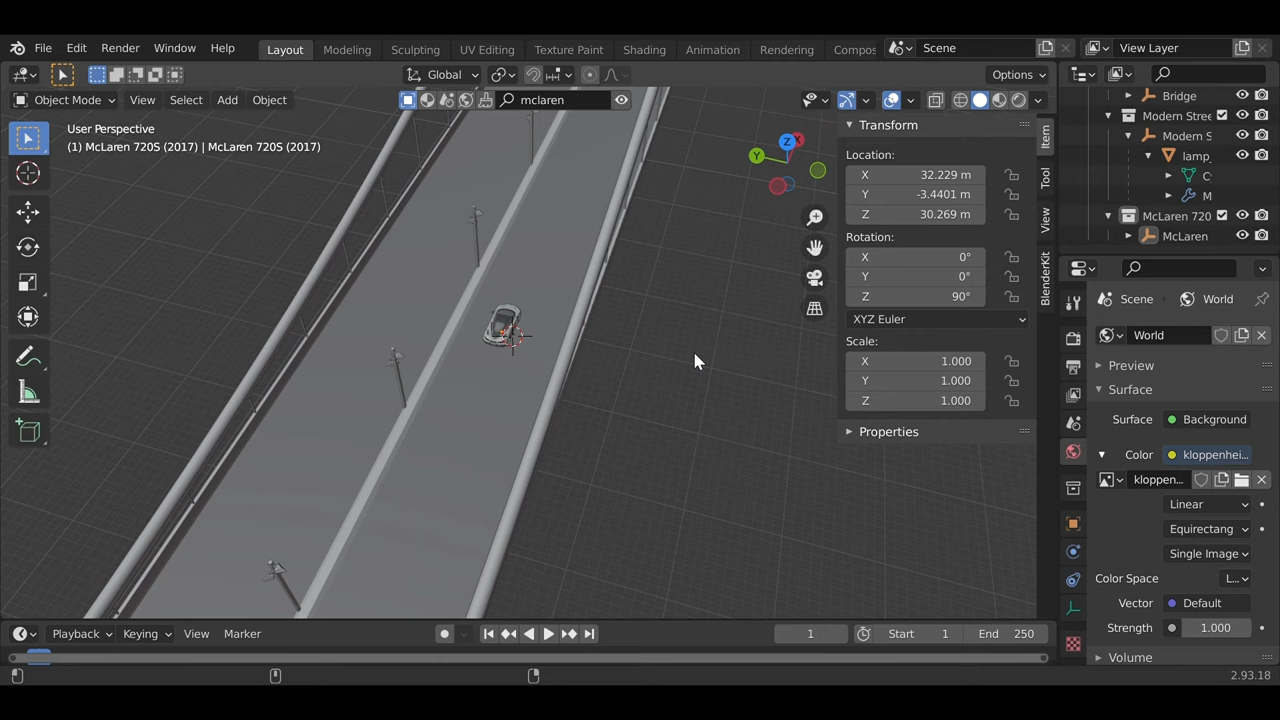 File Edit Render Window Help Layout Modeling Sculpting UV Editing Texture Paint Shading Animation Rendering Compos Scene View Layer
Global Options
Object Mode View Select Add Object mclaren
User Perspective
(1) McLaren 720S (2017) | McLaren 720S (2017)
Transform
Location:
X 32.229 m
Y -3.4401 m
Z 30.269 m
Rotation:
X 0°
Y 0°
Z 90°
XYZ Euler
Scale:
X 1.000
Y 1.000
Z 1.000
Properties
Item
Tool
View
BlenderKit
Y
Z
X
Bridge
Modern Stree
Modern S
lamp_
M
McLaren 720
McLaren
Scene World
World
Preview
Surface
Surface Background
Color kloppenhei...
kloppen...
Linear
Equirectang
Single Image
Color Space L...
Vector Default
Strength 1.000
Volume
Playback Keying View Marker 1 Start 1 End 250
2.93.18